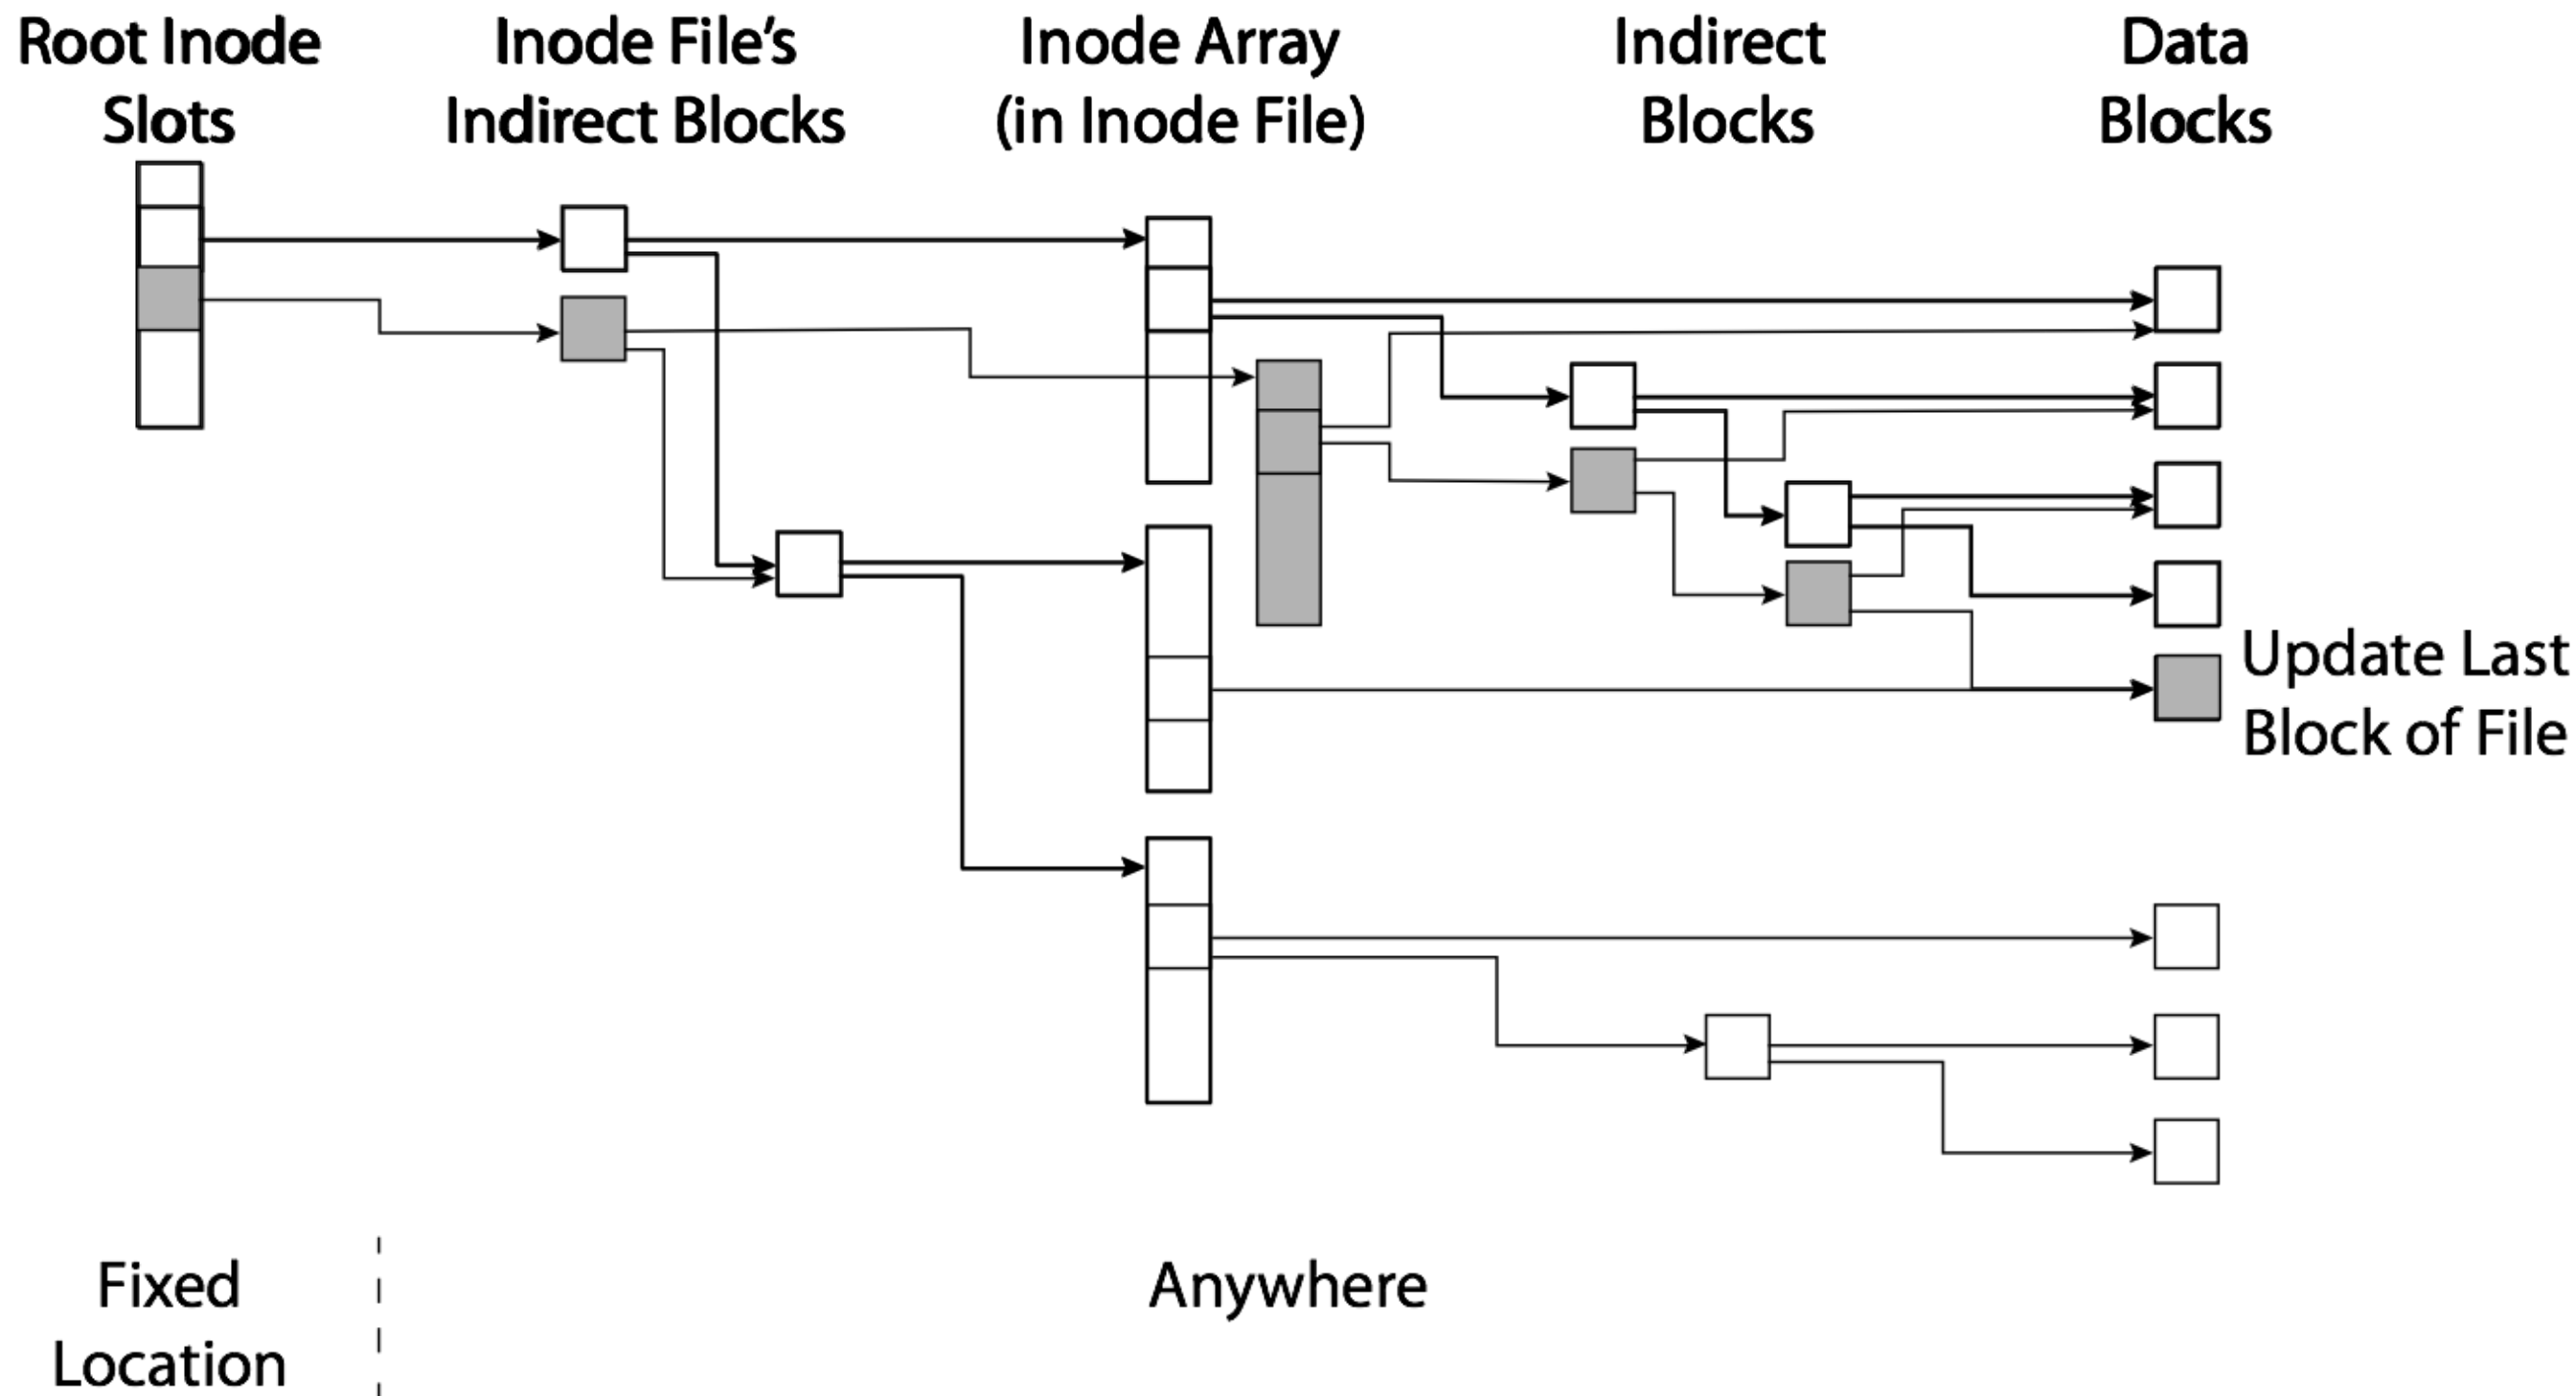 Root Inode
Slots
Inode File's
Indirect Blocks
Inode Array
(in Inode File)
Indirect
Blocks
Data
Blocks
Update Last
Block of File
Fixed
Location
Anywhere